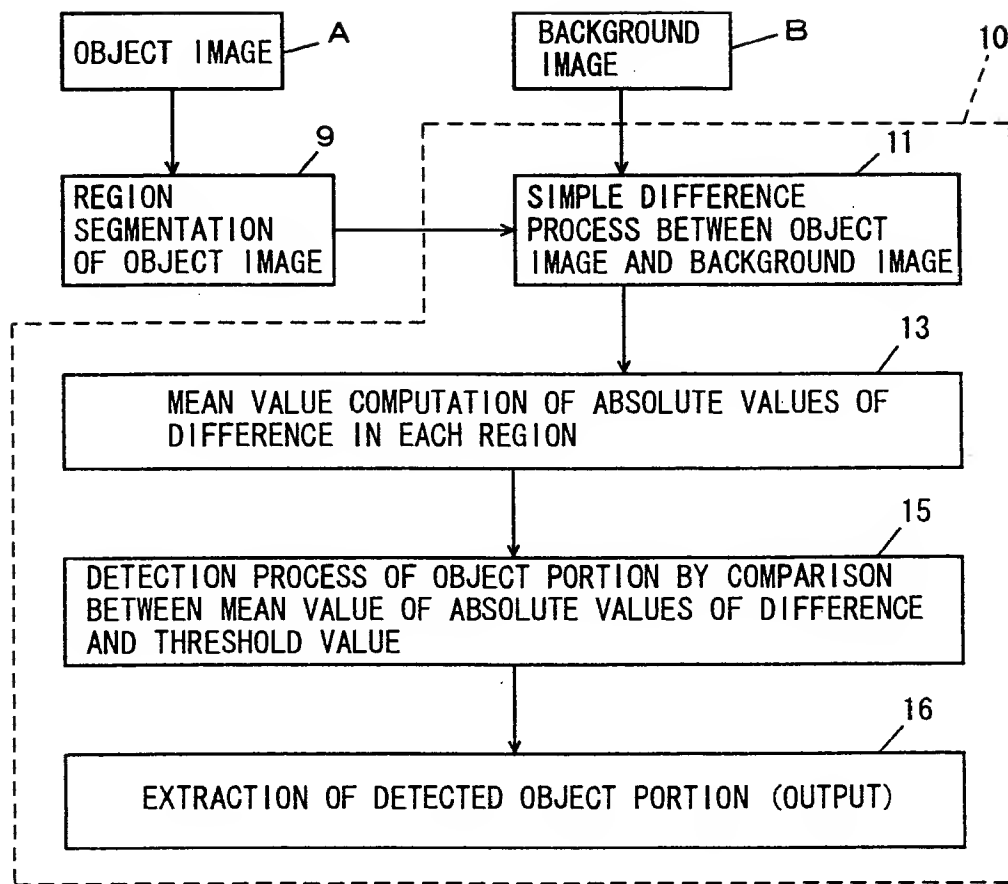 OBJECT IMAGE
A
BACKGROUND
IMAGE
B
10
9
REGION
SEGMENTATION
OF OBJECT IMAGE
11
SIMPLE DIFFERENCE
PROCESS BETWEEN OBJECT
IMAGE AND BACKGROUND IMAGE
13
MEAN VALUE COMPUTATION OF ABSOLUTE VALUES OF
DIFFERENCE IN EACH REGION
15
DETECTION PROCESS OF OBJECT PORTION BY COMPARISON
BETWEEN MEAN VALUE OF ABSOLUTE VALUES OF DIFFERENCE
AND THRESHOLD VALUE
16
EXTRACTION OF DETECTED OBJECT PORTION (OUTPUT)